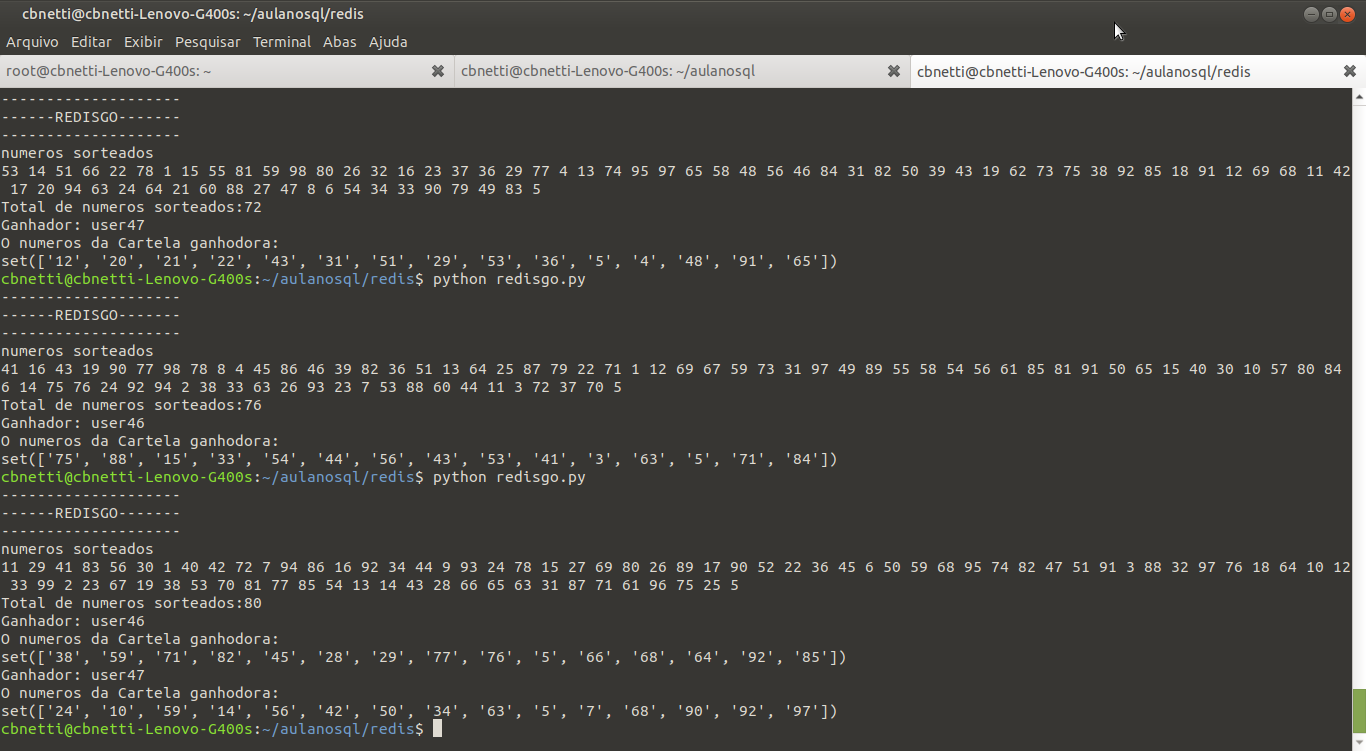 cbnetti@cbnetti-Lenovo-G400s: ~/aulanosql/redis
Arquivo Editar Exibir Pesquisar Terminal Abas Ajuda
root@cbnetti-Lenovo-G400s: ~
cbnetti@cbnetti-Lenovo-G400s: ~/aulanosql
cbnetti@cbnetti-Lenovo-G400s: ~/aulanosql/redis
--------------------
------REDISGO-------
--------------------
numeros sorteados
53 14 51 66 22 78 1 15 55 81 59 98 80 26 32 16 23 37 36 29 77 4 13 74 95 97 65 58 48 56 46 84 31 82 50 39 43 19 62 73 75 38 92 85 18 91 12 69 68 11 42
17 20 94 63 24 64 21 60 88 27 47 8 6 54 34 33 90 79 49 83 5
Total de numeros sorteados:72
Ganhador: user47
O numeros da Cartela ganhodora:
set(['12', '20', '21', '22', '43', '31', '51', '29', '53', '36', '5', '4', '48', '91', '65'])
cbnetti@cbnetti-Lenovo-G400s:~/aulanosql/redis$ python redisgo.py
--------------------
------REDISGO-------
--------------------
numeros sorteados
41 16 43 19 90 77 98 78 8 4 45 86 46 39 82 36 51 13 64 25 87 79 22 71 1 12 69 67 59 73 31 97 49 89 55 58 54 56 61 85 81 91 50 65 15 40 30 10 57 80 84
6 14 75 76 24 92 94 2 38 33 63 26 93 23 7 53 88 60 44 11 3 72 37 70 5
Total de numeros sorteados:76
Ganhador: user46
O numeros da Cartela ganhodora:
set(['75', '88', '15', '33', '54', '44', '56', '43', '53', '41', '3', '63', '5', '71', '84'])
cbnetti@cbnetti-Lenovo-G400s:~/aulanosql/redis$ python redisgo.py
--------------------
------REDISGO-------
--------------------
numeros sorteados
11 29 41 83 56 30 1 40 42 72 7 94 86 16 92 34 44 9 93 24 78 15 27 69 80 26 89 17 90 52 22 36 45 6 50 59 68 95 74 82 47 51 91 3 88 32 97 76 18 64 10 12
33 99 2 23 67 19 38 53 70 81 77 85 54 13 14 43 28 66 65 63 31 87 71 61 96 75 25 5
Total de numeros sorteados:80
Ganhador: user46
O numeros da Cartela ganhodora:
set(['38', '59', '71', '82', '45', '28', '29', '77', '76', '5', '66', '68', '64', '92', '85'])
Ganhador: user47
O numeros da Cartela ganhodora:
set(['24', '10', '59', '14', '56', '42', '50', '34', '63', '5', '7', '68', '90', '92', '97'])
cbnetti@cbnetti-Lenovo-G400s:~/aulanosql/redis$